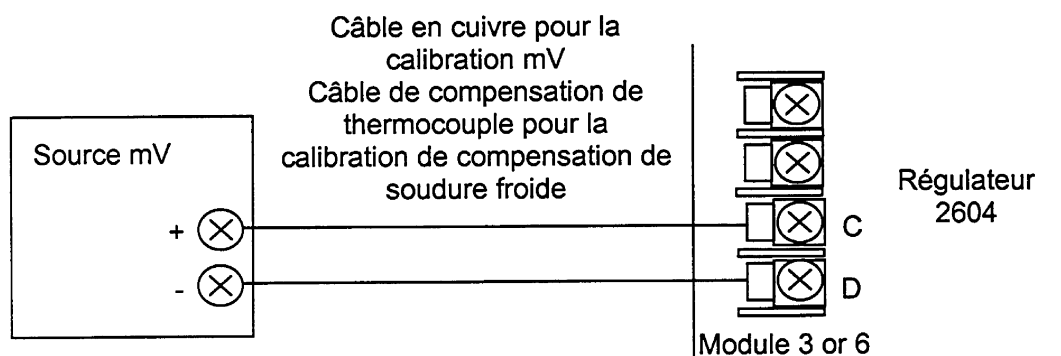 Câble en cuivre pour la
calibration mV
Câble de compensation de
thermocouple pour la
calibration de compensation de
soudure froide
Source mV
+
-
C
D
Régulateur
2604
Module 3 or 6